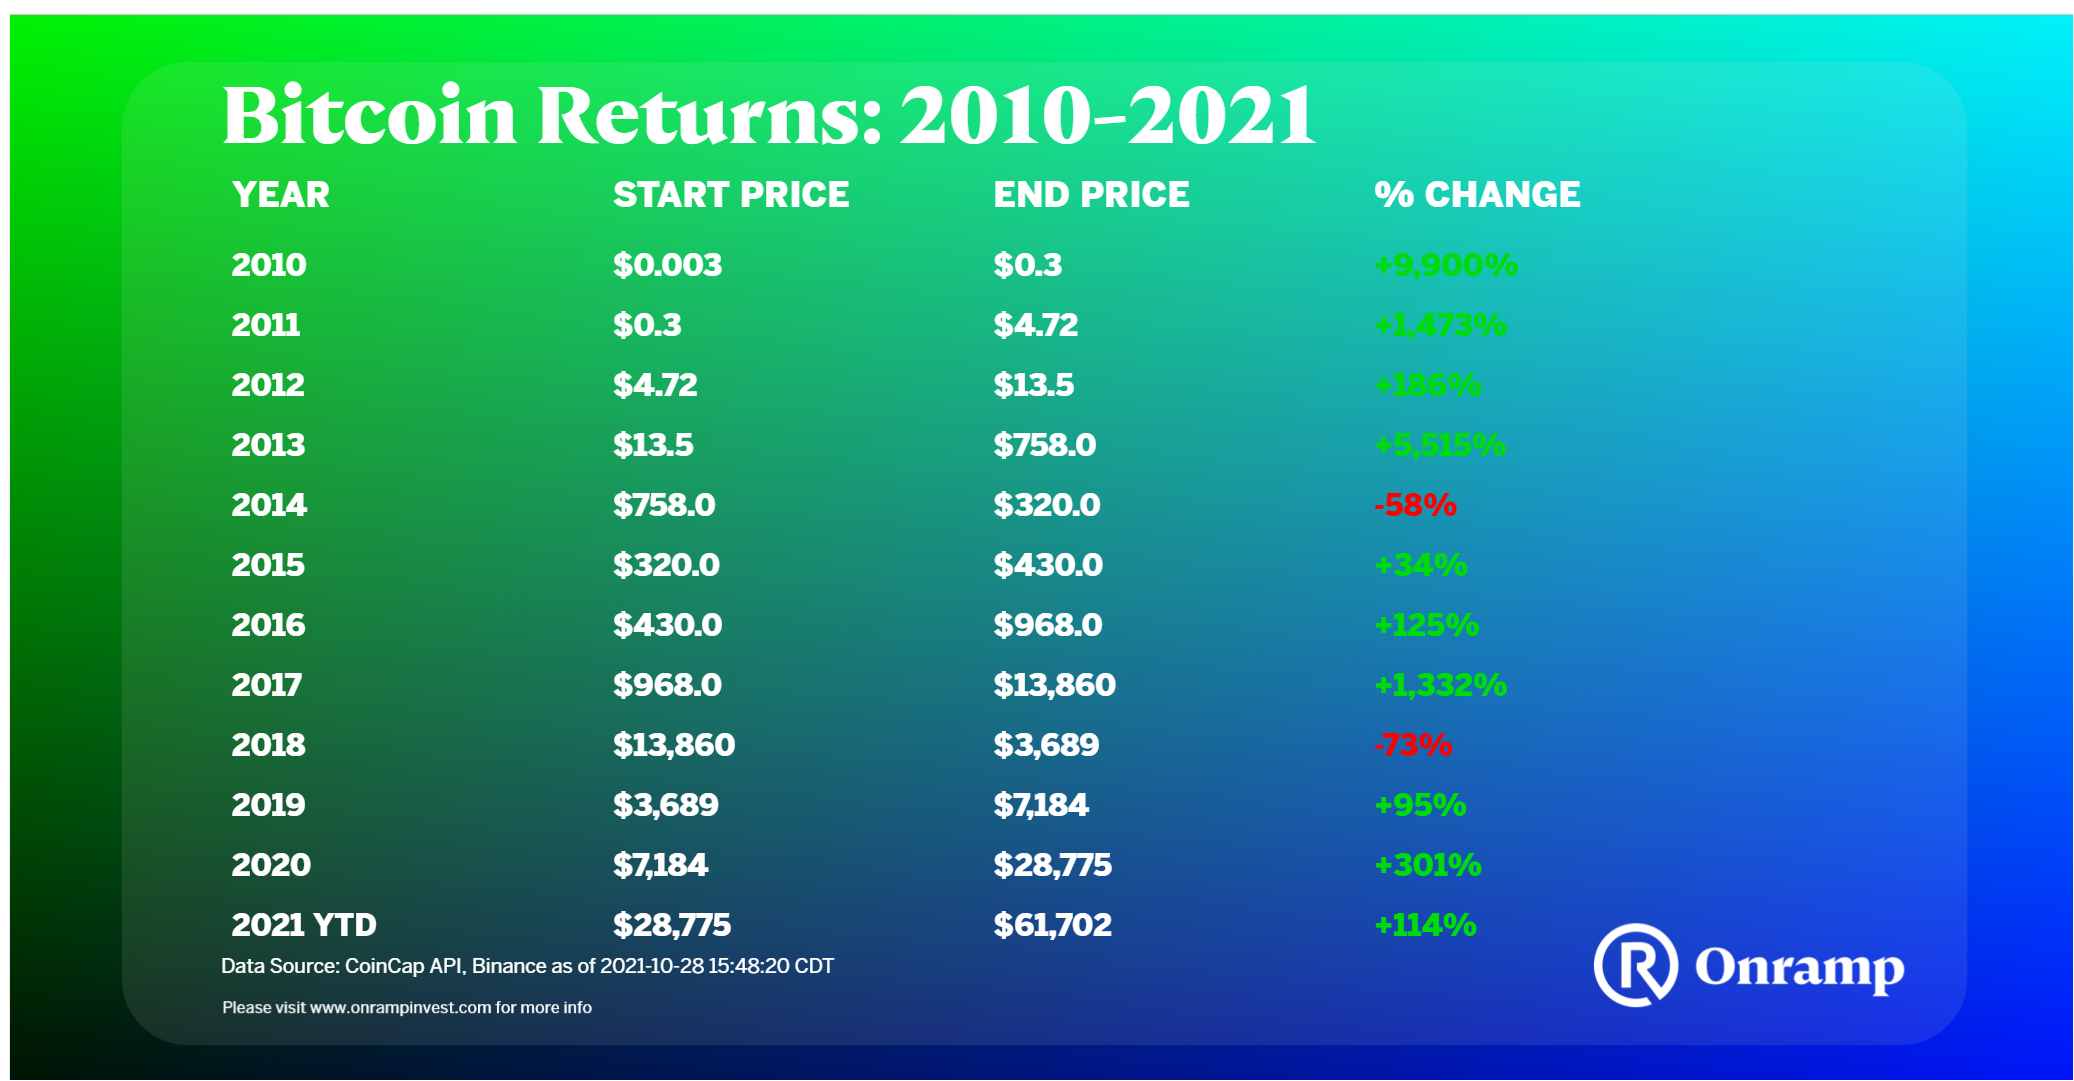 Bitcoin Returns: 2010-2021
YEAR START PRICE END PRICE % CHANGE
2010 $0.003 $0.3 +9,900%
2011 $0.3 $4.72 +1,473%
2012 $4.72 $13.5 +186%
2013 $13.5 $758.0 +5,515%
2014 $758.0 $320.0 -58%
2015 $320.0 $430.0 +34%
2016 $430.0 $968.0 +125%
2017 $968.0 $13,860 +1,332%
2018 $13,860 $3,689 -73%
2019 $3,689 $7,184 +95%
2020 $7,184 $28,775 +301%
2021 YTD $28,775 $61,702 +114%
Data Source: CoinCap API, Binance as of 2021-10-28 15:48:20 CDT
R Onramp
Please visit www.onrampinvest.com for more info